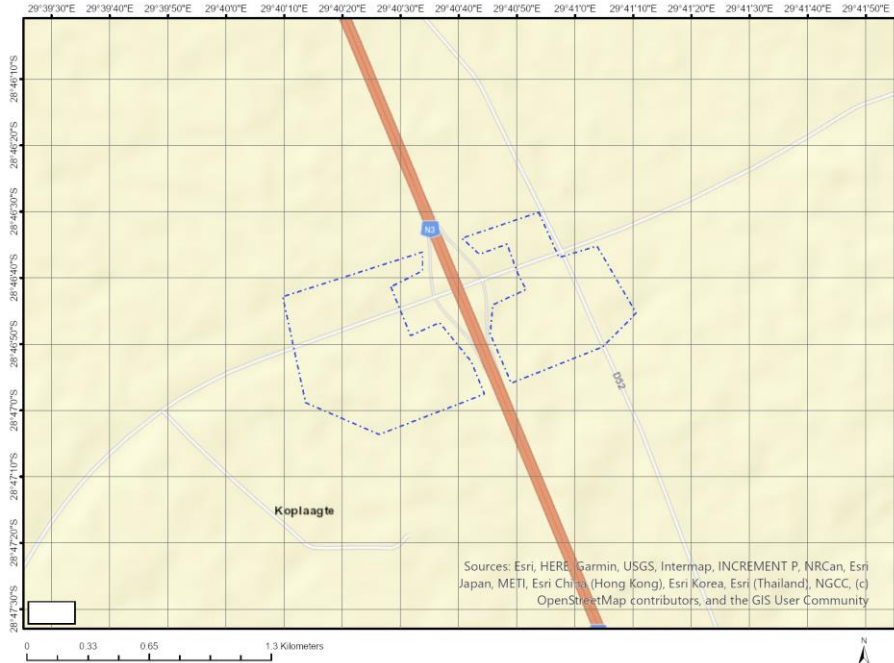 29°39'30"E 29°39'40"E 29°39'50"E 29°40'0"E 29°40'10"E 29°40'20"E 29°40'30"E 29°40'40"E 29°40'50"E 29°41'0"E 29°41'10"E 29°41'20"E 29°41'30"E 29°41'40"E 29°41'50"E
28°46'10"S
28°46'20"S
28°46'30"S
N3
28°46'40"S
28°46'50"S
D52
28°47'0"S
28°47'10"S
Koplaagte
28°47'20"S
Sources: Esri, HERE, Garmin, USGS, Intermap, INCREMENT P, NRCan, Esri
Japan, METI, Esri China (Hong Kong), Esri Korea, Esri (Thailand), NGCC, (c)
OpenStreetMap contributors, and the GIS User Community
28°47'30"S
0 0.33 0.65 1.3 Kilometers
N